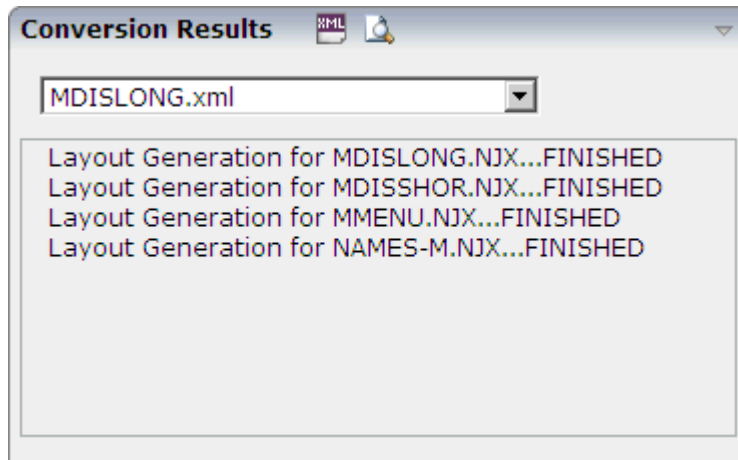 Conversion Results XML
MDISLONG.xml
Layout Generation for MDISLONG.NJX...FINISHED
Layout Generation for MDISSHOR.NJX...FINISHED
Layout Generation for MMENU.NJX...FINISHED
Layout Generation for NAMES-M.NJX...FINISHED